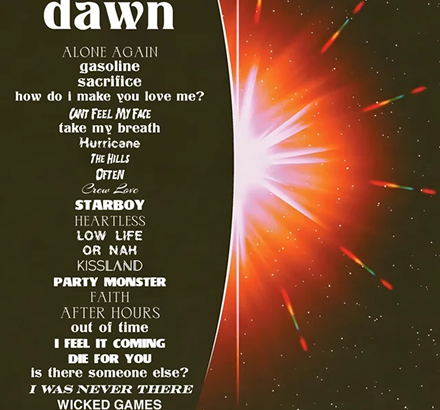 dawn
ALONE AGAIN
gasoline
sacrifice
how do i make you love me?
CAN'T FEEL MY FACE
take my breath
Hurricane
THE HILLS
OFTEN
Crew Love
STARBOY
HEARTLESS
LOW LIFE
OR NAH
KISSLAND
PARTY MONSTER
FAITH
AFTER HOURS
out of time
I FEEL IT COMING
DIE FOR YOU
is there someone else?
I WAS NEVER THERE
WICKED GAMES